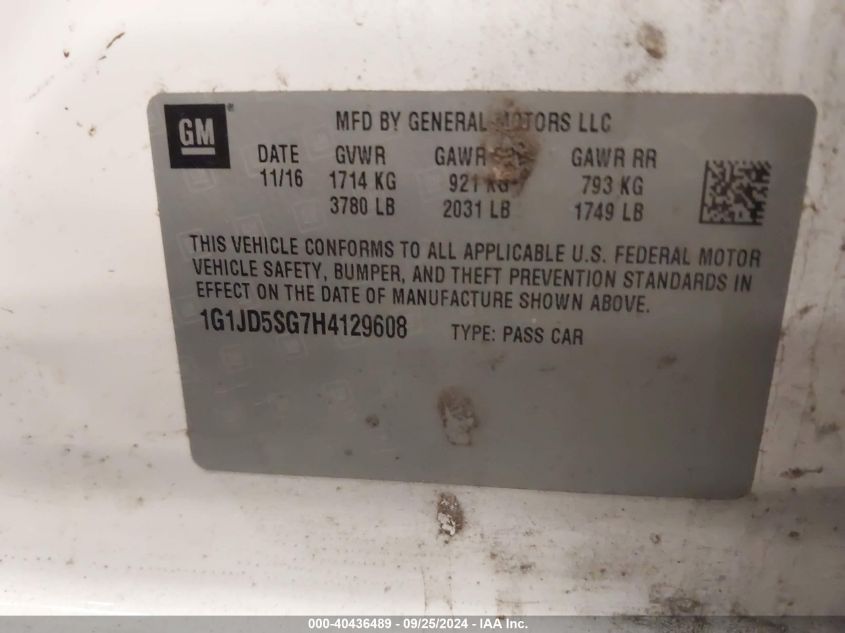 GM®
MFD BY GENERAL MOTORS LLC
DATE GVWR GAWR GAWR RR
11/16 1714 KG 921 KG 793 KG
3780 LB 2031 LB 1749 LB
THIS VEHICLE CONFORMS TO ALL APPLICABLE U.S. FEDERAL MOTOR
VEHICLE SAFETY, BUMPER, AND THEFT PREVENTION STANDARDS IN
EFFECT ON THE DATE OF MANUFACTURE SHOWN ABOVE.
1G1JD5SG7H4129608 TYPE: PASS CAR
000-40436489 - 09/25/2024 - IAA Inc.